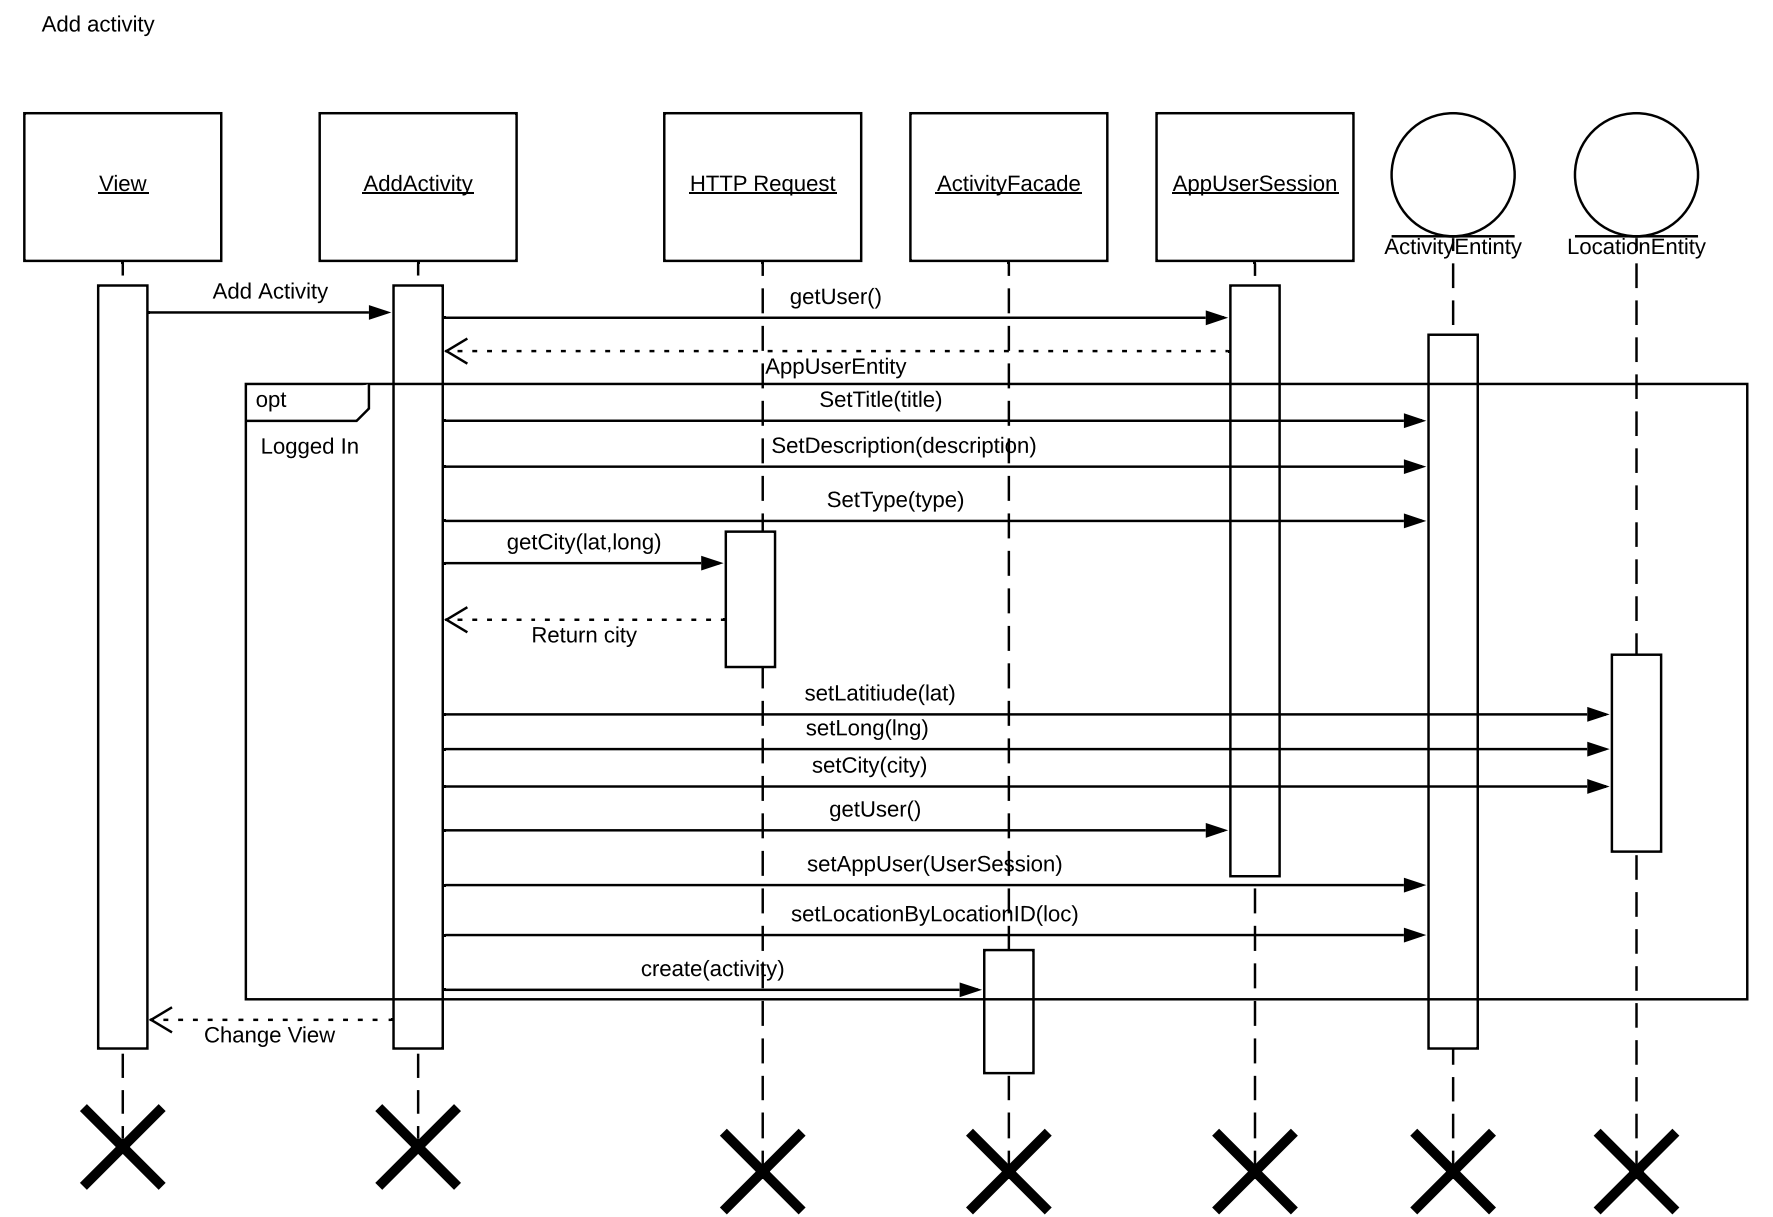 Add activity
View
AddActivity
HTTP Request
ActivityFacade
AppUserSession
ActivityEntinty
LocationEntity
Add Activity
getUser()
AppUserEntity
opt
SetTitle(title)
Logged In
SetDescription(description)
SetType(type)
getCity(lat,long)
Return city
setLatitiude(lat)
setLong(lng)
setCity(city)
getUser()
setAppUser(UserSession)
setLocationByLocationID(loc)
create(activity)
Change View